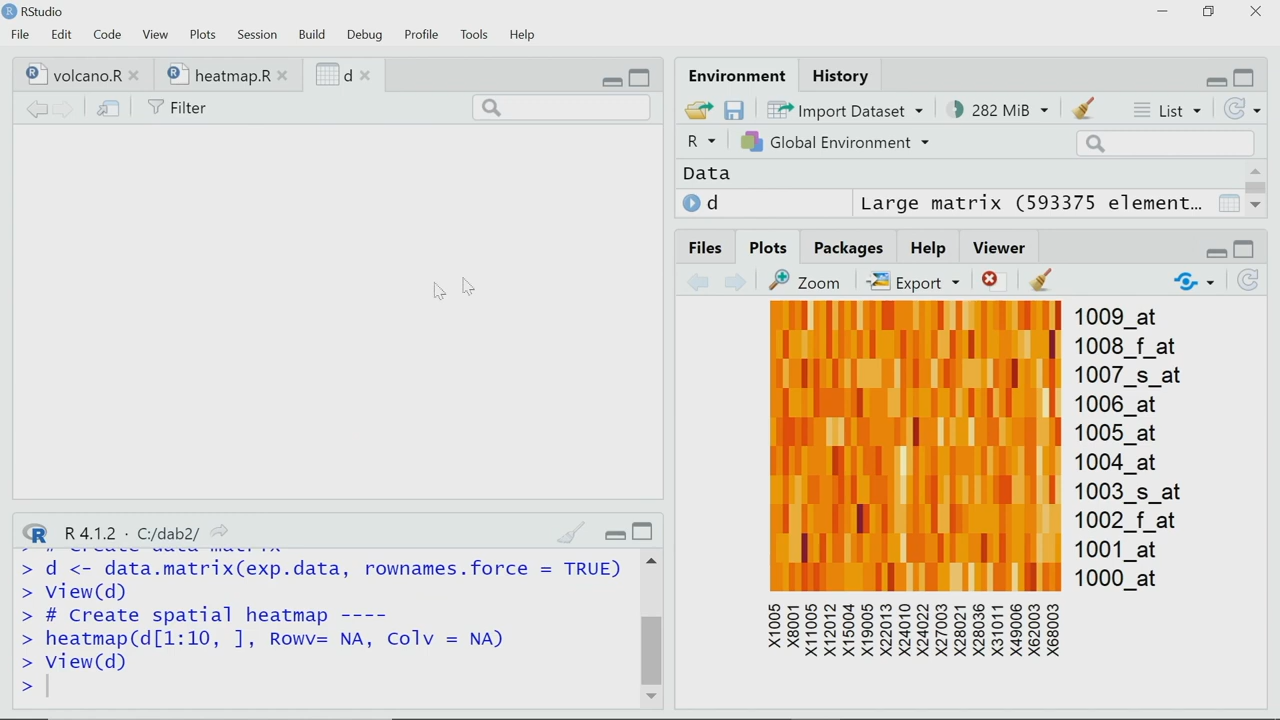 RStudio
File Edit Code View Plots Session Build Debug Profile Tools Help
volcano.R heatmap.R d
Filter
R 4.1.2 · C:/dab2/
> # Create data matrix
> d <- data.matrix(exp.data, rownames.force = TRUE)
> View(d)
> # Create spatial heatmap ----
> heatmap(d[1:10, ], Rowv= NA, Colv = NA)
> View(d)
>
Environment History
Import Dataset 282 MiB List
R Global Environment
Data
d Large matrix (593375 element…
Files Plots Packages Help Viewer
Zoom Export
1009_at
1008_f_at
1007_s_at
1006_at
1005_at
1004_at
1003_s_at
1002_f_at
1001_at
1000_at
X1005
X8001
X11005
X12012
X15004
X19005
X22013
X24010
X24022
X27003
X28021
X28036
X31011
X49006
X62003
X68003